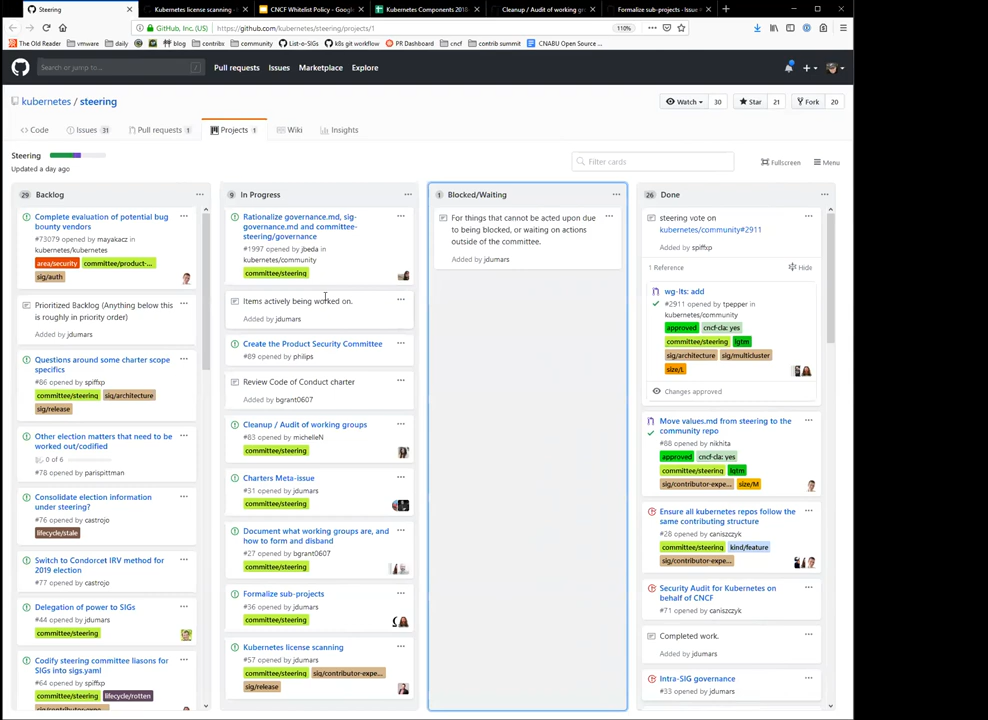 Steering
Kubernetes license scanning
CNCF Whitelist Policy - Google
Kubernetes Components 2018
Cleanup / Audit of working gr
Formalize sub-projects · Issue
GitHub, Inc. (US)
https://github.com/kubernetes/steering/projects/1
110%
The Old Reader
vmware
daily
blog
contribs
community
List-o-SIGs
k8s git workflow
PR Dashboard
cncf
contrib summit
CNABU Open Source ...
Search or jump to...
/
Pull requests
Issues
Marketplace
Explore
kubernetes / steering
Watch
30
Star
21
Fork
20
Code
Issues 31
Pull requests 1
Projects 1
Wiki
Insights
Steering
Updated a day ago
Filter cards
Fullscreen
Menu
29 Backlog
Complete evaluation of potential bug
bounty vendors
#73079 opened by mayakacz in
kubernetes/kubernetes
area/security
committee/product-...
sig/auth
Prioritized Backlog (Anything below this
is roughly in priority order)
Added by jdumars
Questions around some charter scope
specifics
#86 opened by spiffxp
committee/steering
sig/architecture
sig/release
Other election matters that need to be
worked out/codified
0 of 6
#78 opened by parispittman
Consolidate election information
under steering?
#76 opened by castrojo
lifecycle/stale
Switch to Condorcet IRV method for
2019 election
#77 opened by castrojo
Delegation of power to SIGs
#44 opened by jdumars
committee/steering
Codify steering committee liasons for
SIGs into sigs.yaml
#64 opened by spiffxp
committee/steering
lifecycle/rotten
sig/contributor-expe...
9 In Progress
Rationalize governance.md, sig-
governance.md and committee-
steering/governance
#1997 opened by jbeda in
kubernetes/community
committee/steering
Items actively being worked on.
Added by jdumars
Create the Product Security Committee
#89 opened by philips
Review Code of Conduct charter
Added by bgrant0607
Cleanup / Audit of working groups
#83 opened by michelleN
committee/steering
Charters Meta-issue
#31 opened by jdumars
committee/steering
Document what working groups are, and
how to form and disband
#27 opened by bgrant0607
committee/steering
Formalize sub-projects
#36 opened by jdumars
committee/steering
Kubernetes license scanning
#57 opened by jdumars
committee/steering
sig/contributor-expe...
sig/release
1 Blocked/Waiting
For things that cannot be acted upon due
to being blocked, or waiting on actions
outside of the committee.
Added by jdumars
26 Done
steering vote on
kubernetes/community#2911
Added by spiffxp
1 Reference
Hide
wg-lts: add
#2911 opened by tpepper in
kubernetes/community
approved
cncf-cla: yes
committee/steering
lgtm
sig/architecture
sig/multicluster
size/L
Changes approved
Move values.md from steering to the
community repo
#88 opened by nikhita
approved
cncf-cla: yes
committee/steering
lgtm
sig/contributor-expe...
size/M
Ensure all kubernetes repos follow the
same contributing structure
#28 opened by caniszczyk
committee/steering
kind/feature
sig/contributor-expe...
Security Audit for Kubernetes on
behalf of CNCF
#71 opened by caniszczyk
Completed work.
Added by jdumars
Intra-SIG governance
#33 opened by jdumars